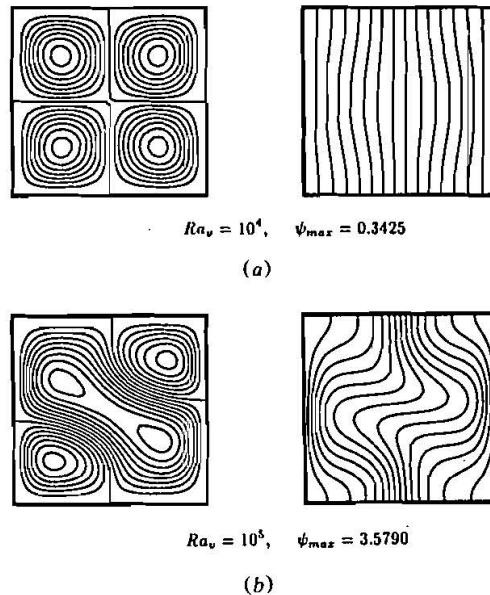 Ra_v = 10^4, ψ_max = 0.3425
(a)
Ra_v = 10^5, ψ_max = 3.5790
(b)